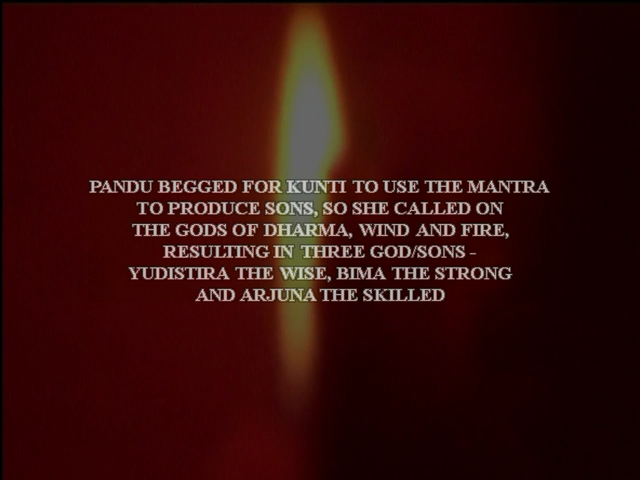 PANDU BEGGED FOR KUNTI TO USE THE MANTRA
TO PRODUCE SONS, SO SHE CALLED ON
THE GODS OF DHARMA, WIND AND FIRE,
RESULTING IN THREE GOD/SONS -
YUDISTIRA THE WISE, BIMA THE STRONG
AND ARJUNA THE SKILLED